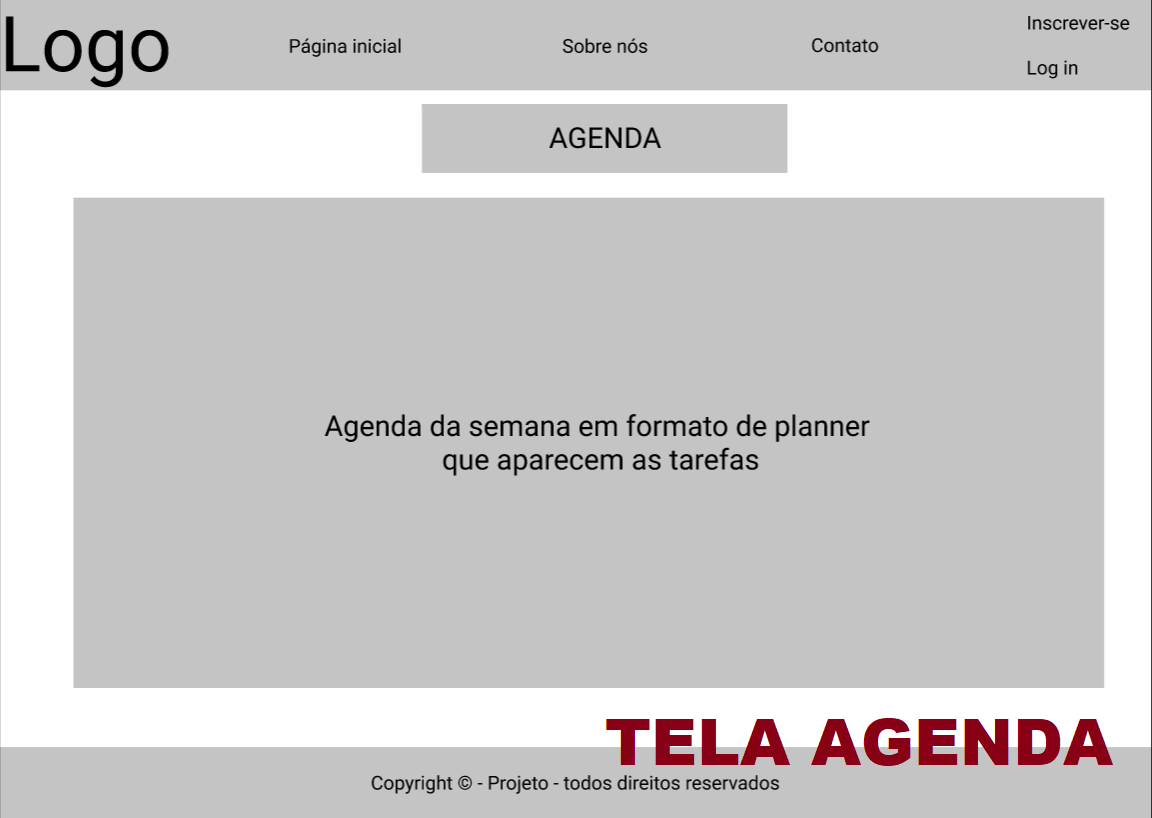 Logo
Página inicial
Sobre nós
Contato
Inscrever-se
Log in
AGENDA
Agenda da semana em formato de planner
que aparecem as tarefas
TELA AGENDA
Copyright © - Projeto - todos direitos reservados